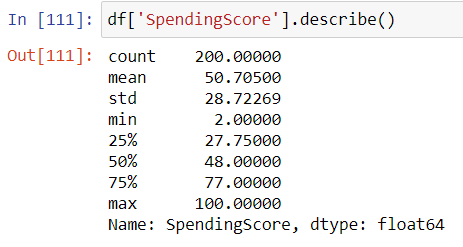 In [111]: df['SpendingScore'].describe()
Out[111]: count    200.00000
mean      50.70500
std       28.72269
min        2.00000
25%       27.75000
50%       48.00000
75%       77.00000
max      100.00000
Name: SpendingScore, dtype: float64